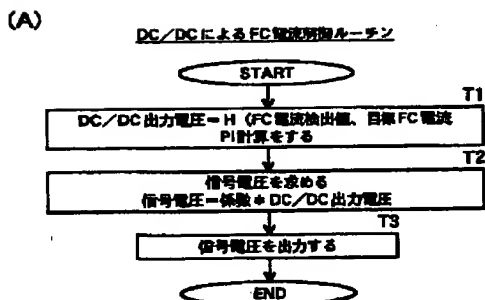 (A)
DC/DCによるFC電流制御ルーチン
START
T1
DC/DC出力電圧=H(FC電流検出値、目標FC電流
PI計算をする
T2
信号電圧を求める
信号電圧=係数*DC/DC出力電圧
T3
信号電圧を出力する
END